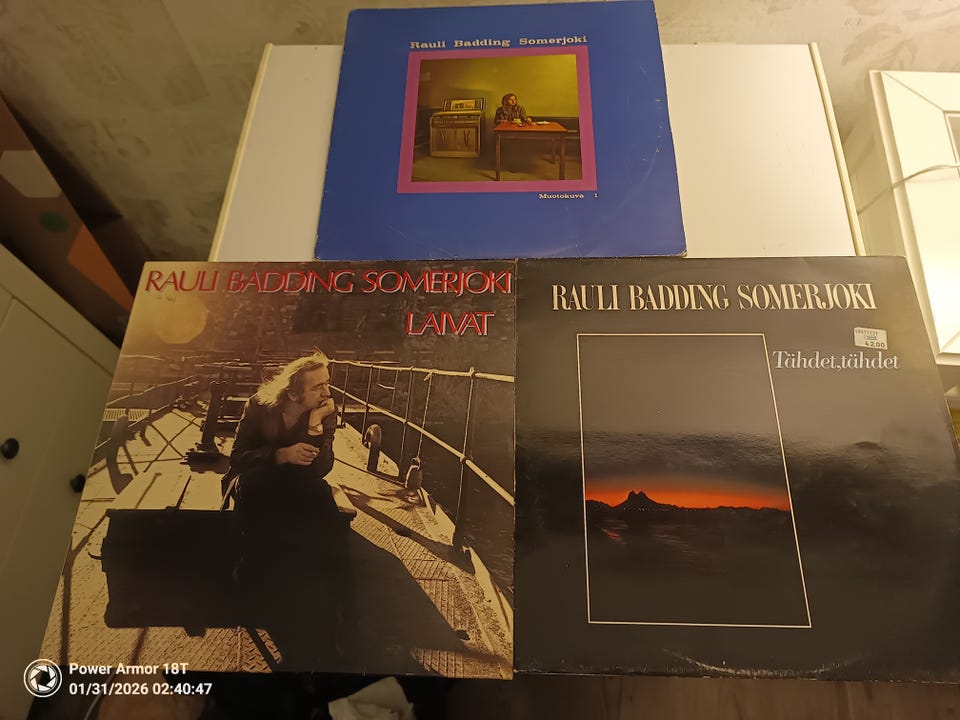 Rauli Badding Somerjoki
Muotokuva 1
RAULI BADDING SOMERJOKI
LAIVAT
RAULI BADDING SOMERJOKI
42,00
Tähdet, tähdet
Power Armor 18T
01/31/2026 02:40:47